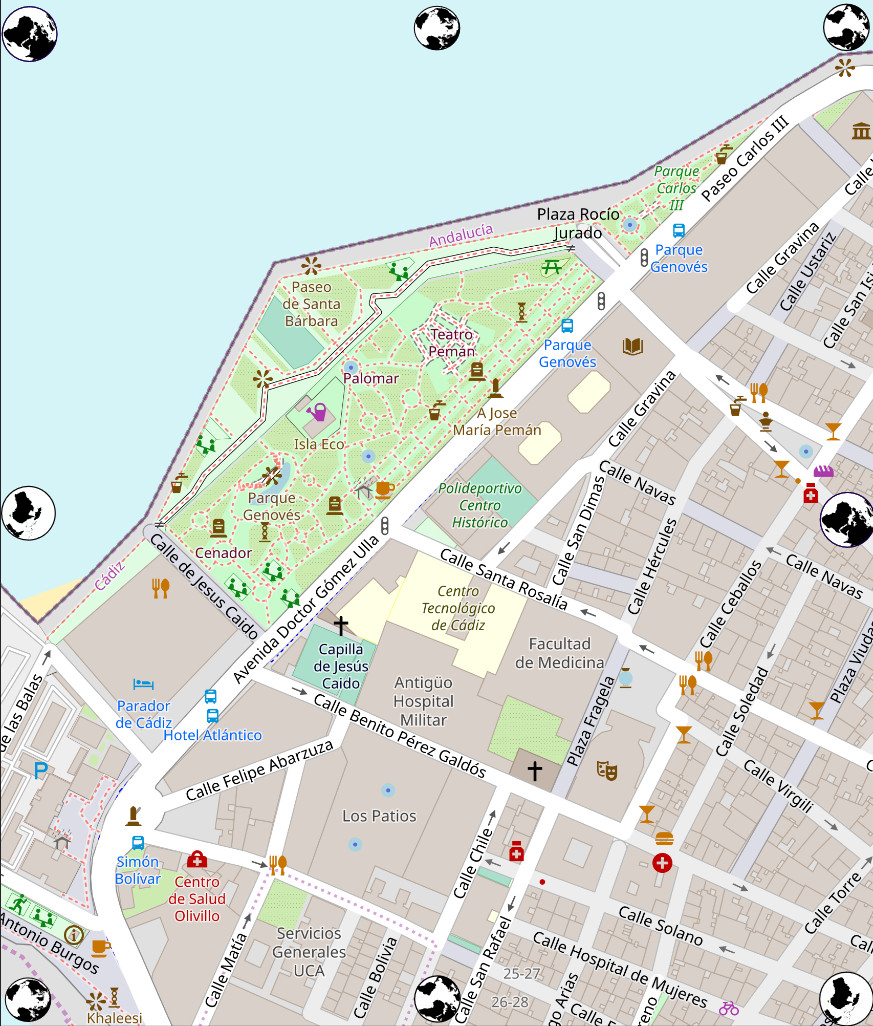 Paseo Carlos III
Parque
Carlos
III
Plaza Rocío
Jurado
Andalucía
Parque
Genovés
Calle Gravina
Calle Ustariz
Calle San Isi
Paseo
de Santa
Bárbara
Teatro
Pemán
Parque
Genovés
Palomar
A Jose
María Pemán
Calle Gravina
Isla Eco
Parque
Genovés
Polideportivo
Centro
Histórico
Calle Navas
Calle San Dimas
Calle Hércules
Cenador
Cádiz
Calle de Jesus Caido
Avenida Doctor Gómez Ulla
Calle Santa Rosalía
Calle Navas
Centro
Tecnológico
de Cádiz
Calle Ceballos
Capilla
de Jesús
Caido
Facultad
de Medicina
Plaza Viudas
de las Balas
Antigüo
Hospital
Militar
Parador
de Cádiz
Hotel Atlántico
Calle Benito Pérez Galdós
Plaza Fragela
Calle Soledad
Calle Felipe Abarzuza
Calle Virgili
P
Los Patios
Simón
Bolívar
Calle Chile
Centro
de Salud
Olivillo
Calle Torre
Antonio Burgos
Calle Solano
Servicios
Generales
UCA
Calle Matía
Calle Bolivia
Calle San Rafael
Calle Hospital de Mujeres
25-27
26-28
go Arias
reno
Khaleesi